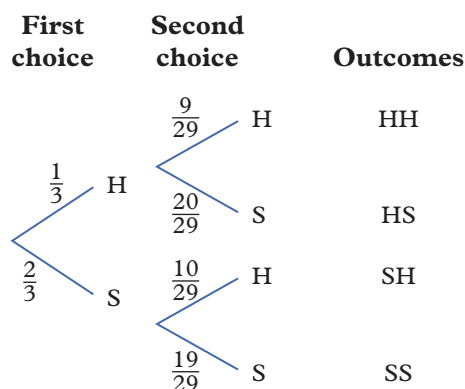 First Second
choice choice Outcomes
9/29 H HH
1/3 H
20/29 S HS
2/3 S
10/29 H SH
19/29 S SS